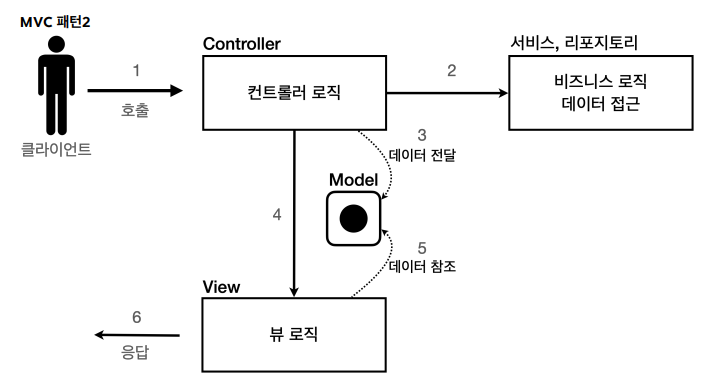 MVC 패턴2
클라이언트
1
호출
Controller
컨트롤러 로직
2
서비스, 리포지토리
비즈니스 로직
데이터 접근
3
데이터 전달
Model
4
5
데이터 참조
View
뷰 로직
6
응답